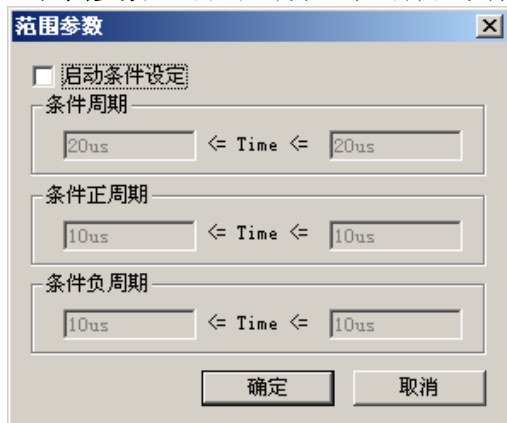 范围参数
启动条件设定
条件周期
20us <= Time <= 20us
条件正周期
10us <= Time <= 10us
条件负周期
10us <= Time <= 10us
确定 取消